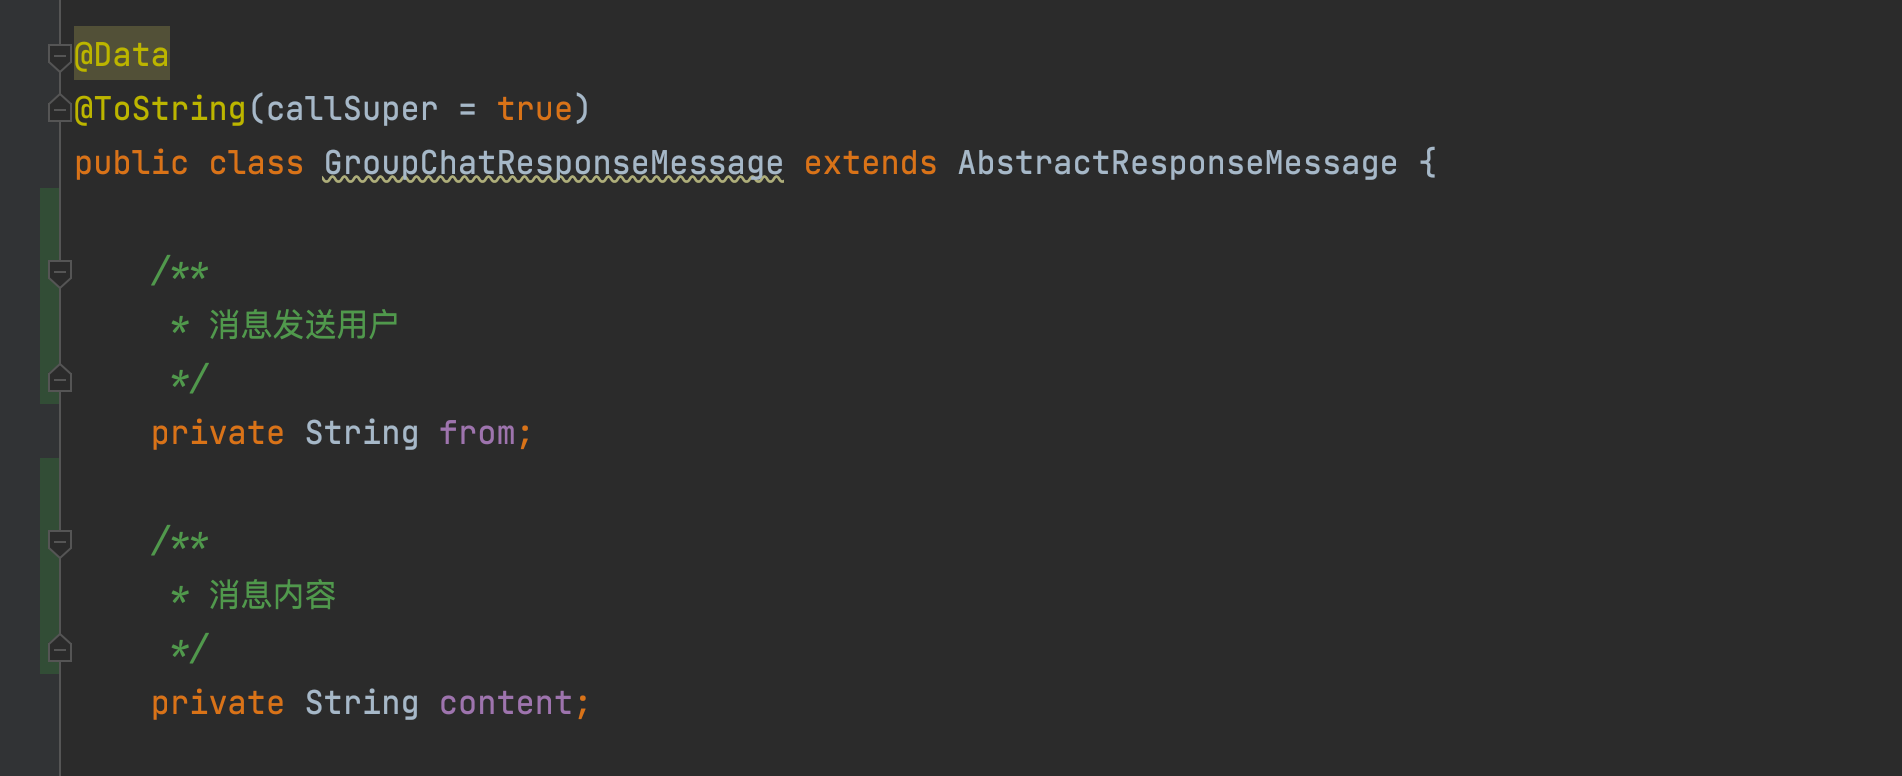 @Data
@ToString(callSuper = true)
public class GroupChatResponseMessage extends AbstractResponseMessage {
/**
* 消息发送用户
*/
private String from;
/**
* 消息内容
*/
private String content;